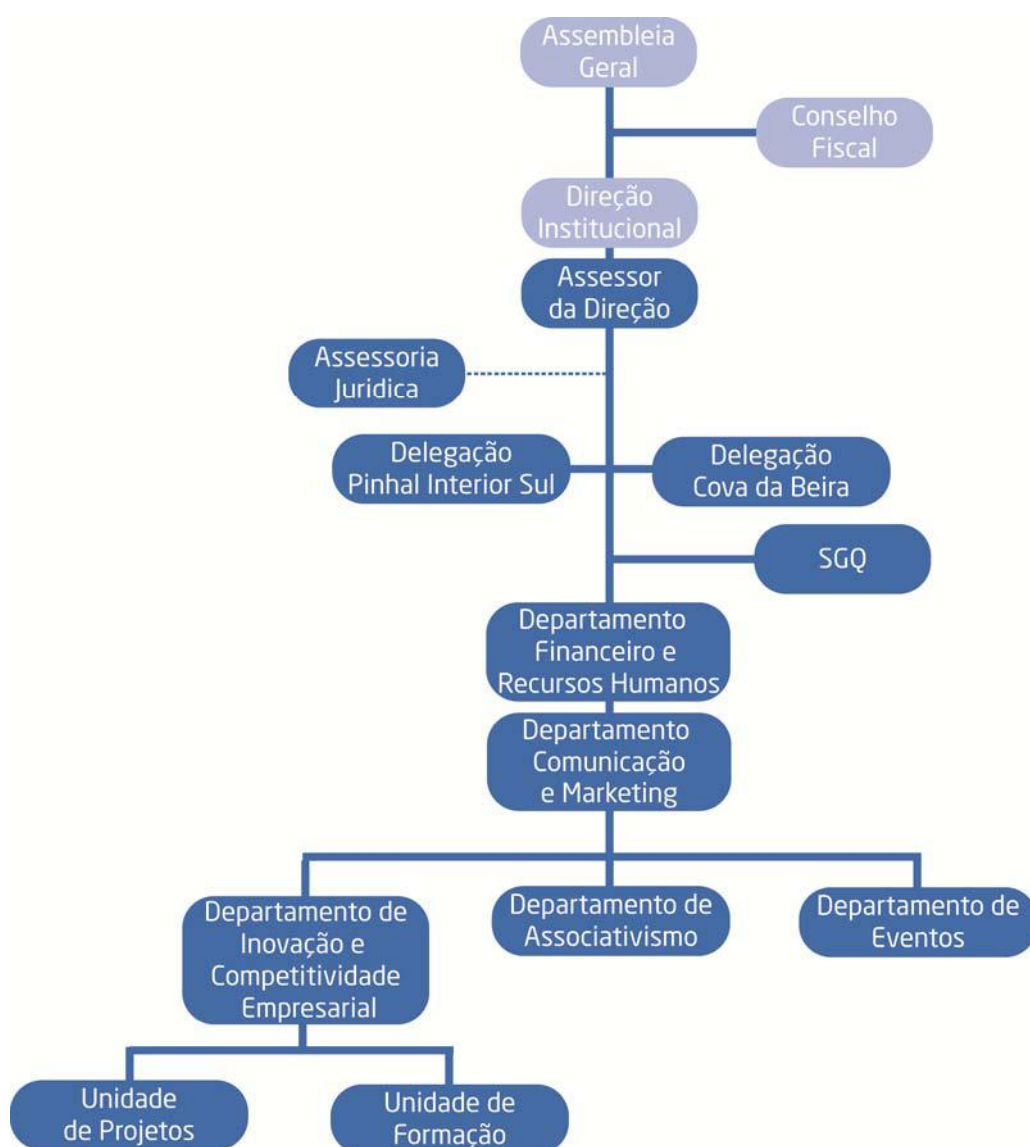 Assembleia
Geral
Conselho
Fiscal
Direção
Institucional
Assessor
da Direção
Assessoria
Juridica
Delegação
Pinhal Interior Sul
Delegação
Cova da Beira
SGQ
Departamento
Financeiro e
Recursos Humanos
Departamento
Comunicação
e Marketing
Departamento de
Inovação e
Competitividade
Empresarial
Departamento de
Associativismo
Departamento de
Eventos
Unidade
de Projetos
Unidade de
Formação